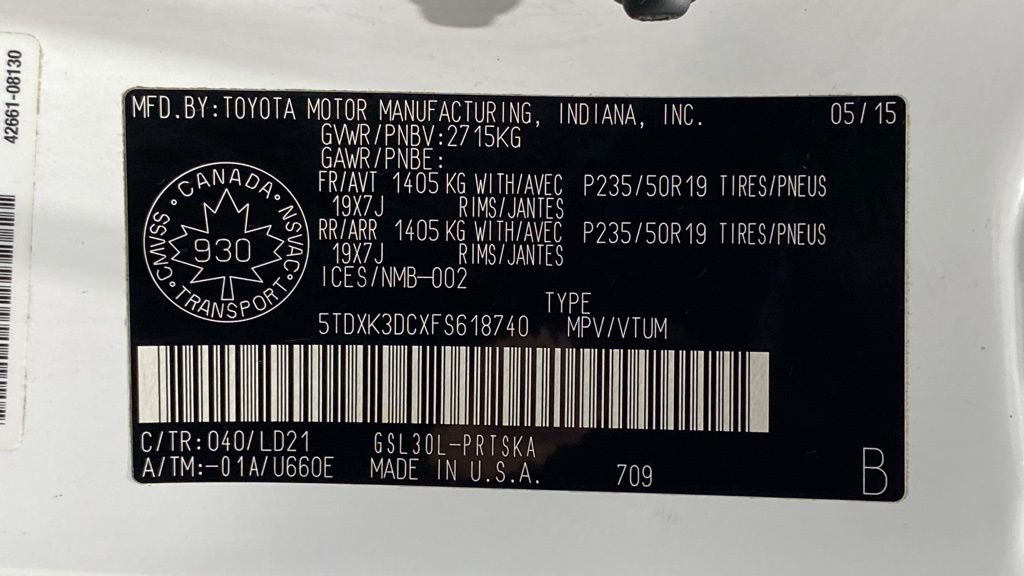 42661-08130
MFD.BY:TOYOTA MOTOR MANUFACTURING, INDIANA, INC. 05/15
GVWR/PNBV:2715KG
GAWR/PNBE:
FR/AVT 1405 KG WITH/AVEC P235/50R19 TIRES/PNEUS
19X7J RIMS/JANTES
RR/ARR 1405 KG WITH/AVEC P235/50R19 TIRES/PNEUS
19X7J RIMS/JANTES
ICES/NMB-002
CANADA
CMVSS · NSVAC
930
TRANSPORT
TYPE
5TDXK3DCXFS618740 MPV/VTUM
C/TR:040/LD21 GSL30L-PRTSKA
A/TM:-01A/U660E MADE IN U.S.A. 709 B